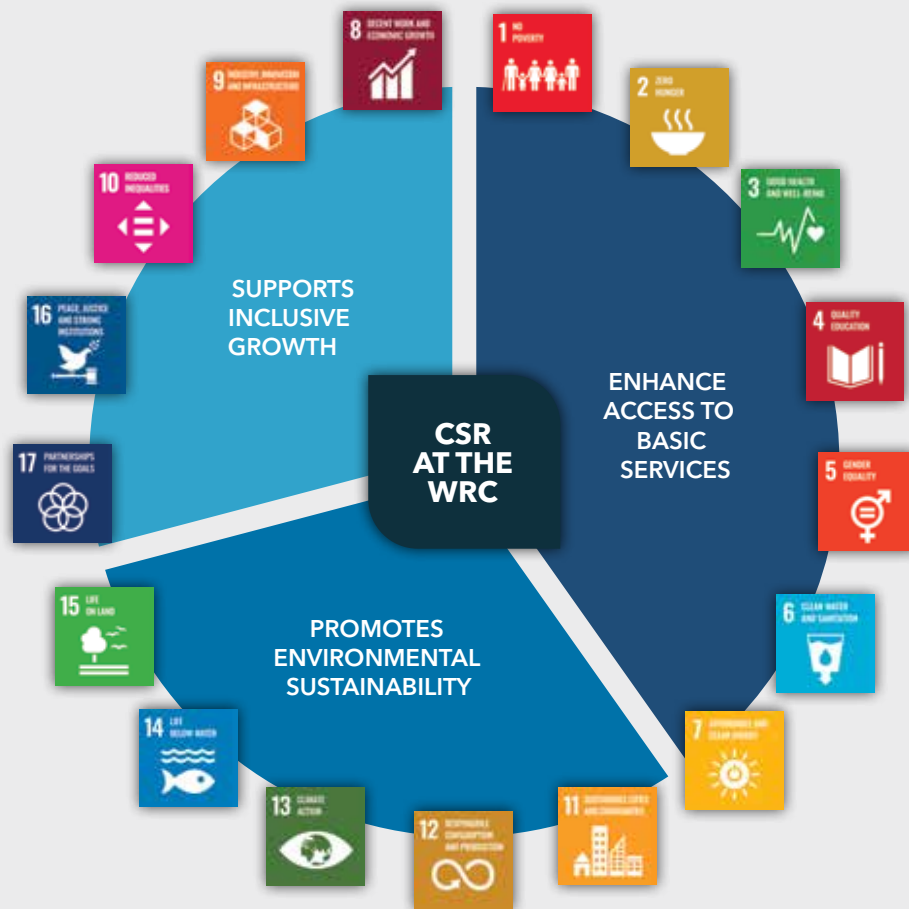 8 DECENT WORK AND
ECONOMIC GROWTH
1 NO
POVERTY
9 INDUSTRY, INNOVATION
AND INFRASTRUCTURE
2 ZERO
HUNGER
10 REDUCED
INEQUALITIES
3 GOOD HEALTH
AND WELL-BEING
SUPPORTS
INCLUSIVE
GROWTH
16 PEACE, JUSTICE
AND STRONG
INSTITUTIONS
4 QUALITY
EDUCATION
ENHANCE
ACCESS TO
BASIC
SERVICES
CSR
AT THE
WRC
17 PARTNERSHIPS
FOR THE GOALS
5 GENDER
EQUALITY
15 LIFE
ON LAND
6 CLEAN WATER
AND SANITATION
PROMOTES
ENVIRONMENTAL
SUSTAINABILITY
14 LIFE
BELOW WATER
7 AFFORDABLE AND
CLEAN ENERGY
13 CLIMATE
ACTION
12 RESPONSIBLE
CONSUMPTION
AND PRODUCTION
11 SUSTAINABLE CITIES
AND COMMUNITIES